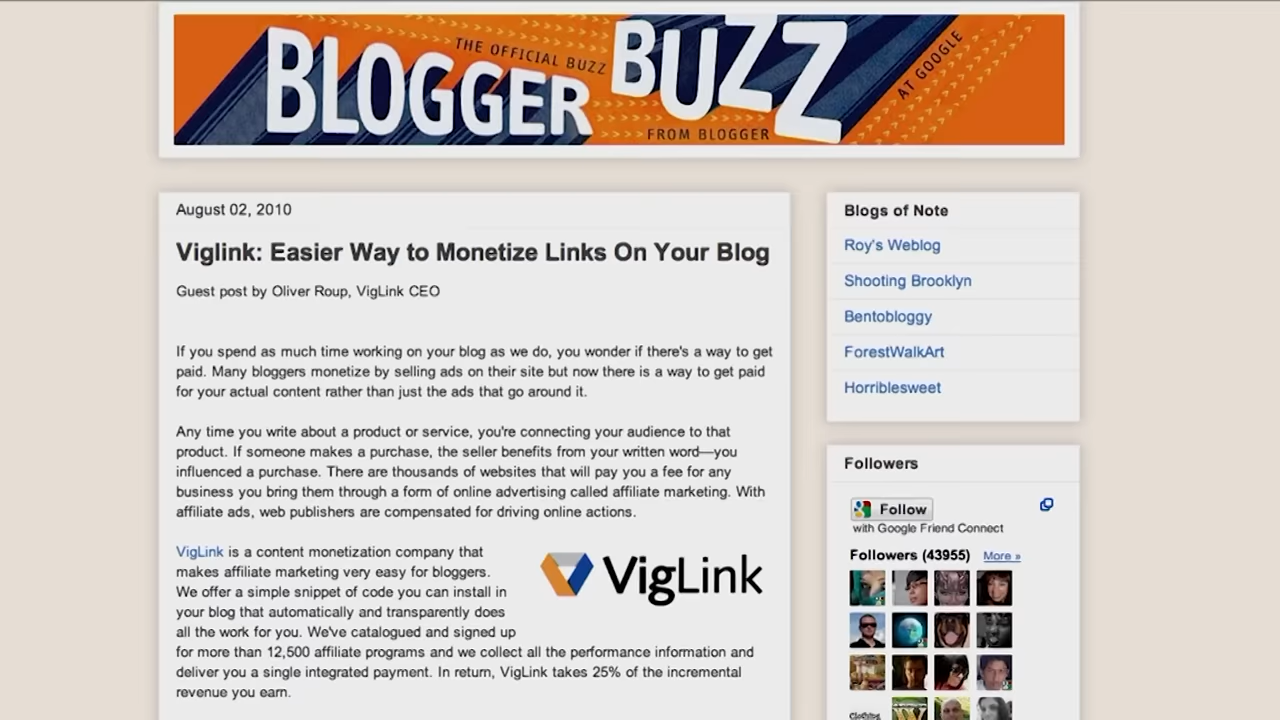 THE OFFICIAL BUZZ
BLOGGER BUZZ
FROM BLOGGER
AT GOOGLE
August 02, 2010
Viglink: Easier Way to Monetize Links On Your Blog
Guest post by Oliver Roup, VigLink CEO
If you spend as much time working on your blog as we do, you wonder if there's a way to get
paid. Many bloggers monetize by selling ads on their site but now there is a way to get paid
for your actual content rather than just the ads that go around it.
Any time you write about a product or service, you're connecting your audience to that
product. If someone makes a purchase, the seller benefits from your written word—you
influenced a purchase. There are thousands of websites that will pay you a fee for any
business you bring them through a form of online advertising called affiliate marketing. With
affiliate ads, web publishers are compensated for driving online actions.
VigLink is a content monetization company that
makes affiliate marketing very easy for bloggers.
We offer a simple snippet of code you can install in
your blog that automatically and transparently does
all the work for you. We've catalogued and signed up
for more than 12,500 affiliate programs and we collect all the performance information and
deliver you a single integrated payment. In return, VigLink takes 25% of the incremental
revenue you earn.
VigLink
Blogs of Note
Roy's Weblog
Shooting Brooklyn
Bentobloggy
ForestWalkArt
Horriblesweet
Followers
Follow
with Google Friend Connect
Followers (43955) More »
Clothing